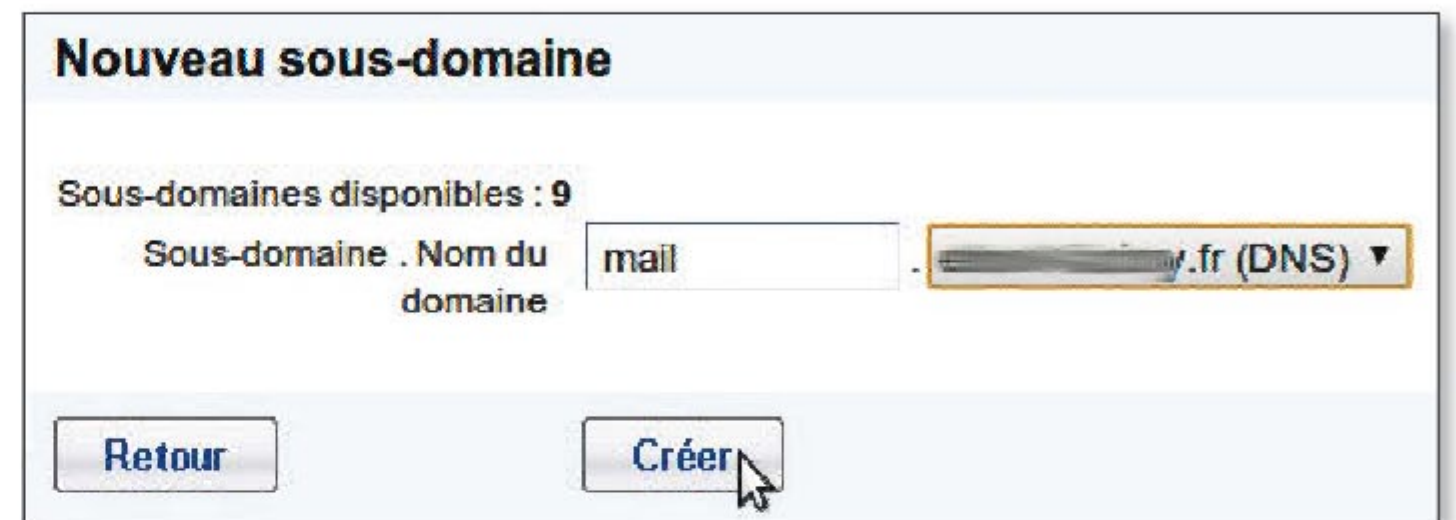 Nouveau sous-domaine
Sous-domaines disponibles : 9
Sous-domaine . Nom du domaine
mail . .fr (DNS)
Retour
Créer